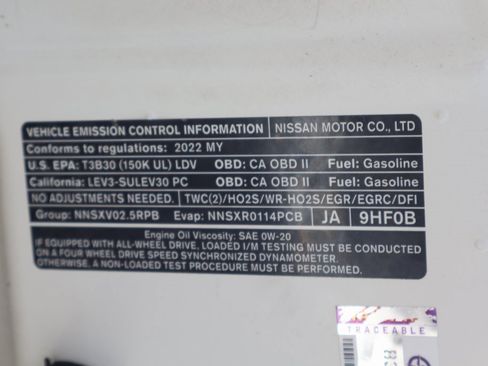 VEHICLE EMISSION CONTROL INFORMATION NISSAN MOTOR CO., LTD
Conforms to regulations: 2022 MY
U.S. EPA: T3B30 (150K UL) LDV OBD: CA OBD II Fuel: Gasoline
California: LEV3-SULEV30 PC OBD: CA OBD II Fuel: Gasoline
NO ADJUSTMENTS NEEDED. TWC(2)/HO2S/WR-HO2S/EGR/EGRC/DFI
Group: NNSXV02.5RPB Evap: NNSXR0114PCB JA 9HF0B
Engine Oil Viscosity: SAE 0W-20
IF EQUIPPED WITH ALL-WHEEL DRIVE, LOADED I/M TESTING MUST BE CONDUCTED
ON A FOUR WHEEL DRIVE SPEED SYNCHRONIZED DYNAMOMETER.
OTHERWISE, A NON-LOADED TEST PROCEDURE MUST BE PERFORMED.
TRACEABLE